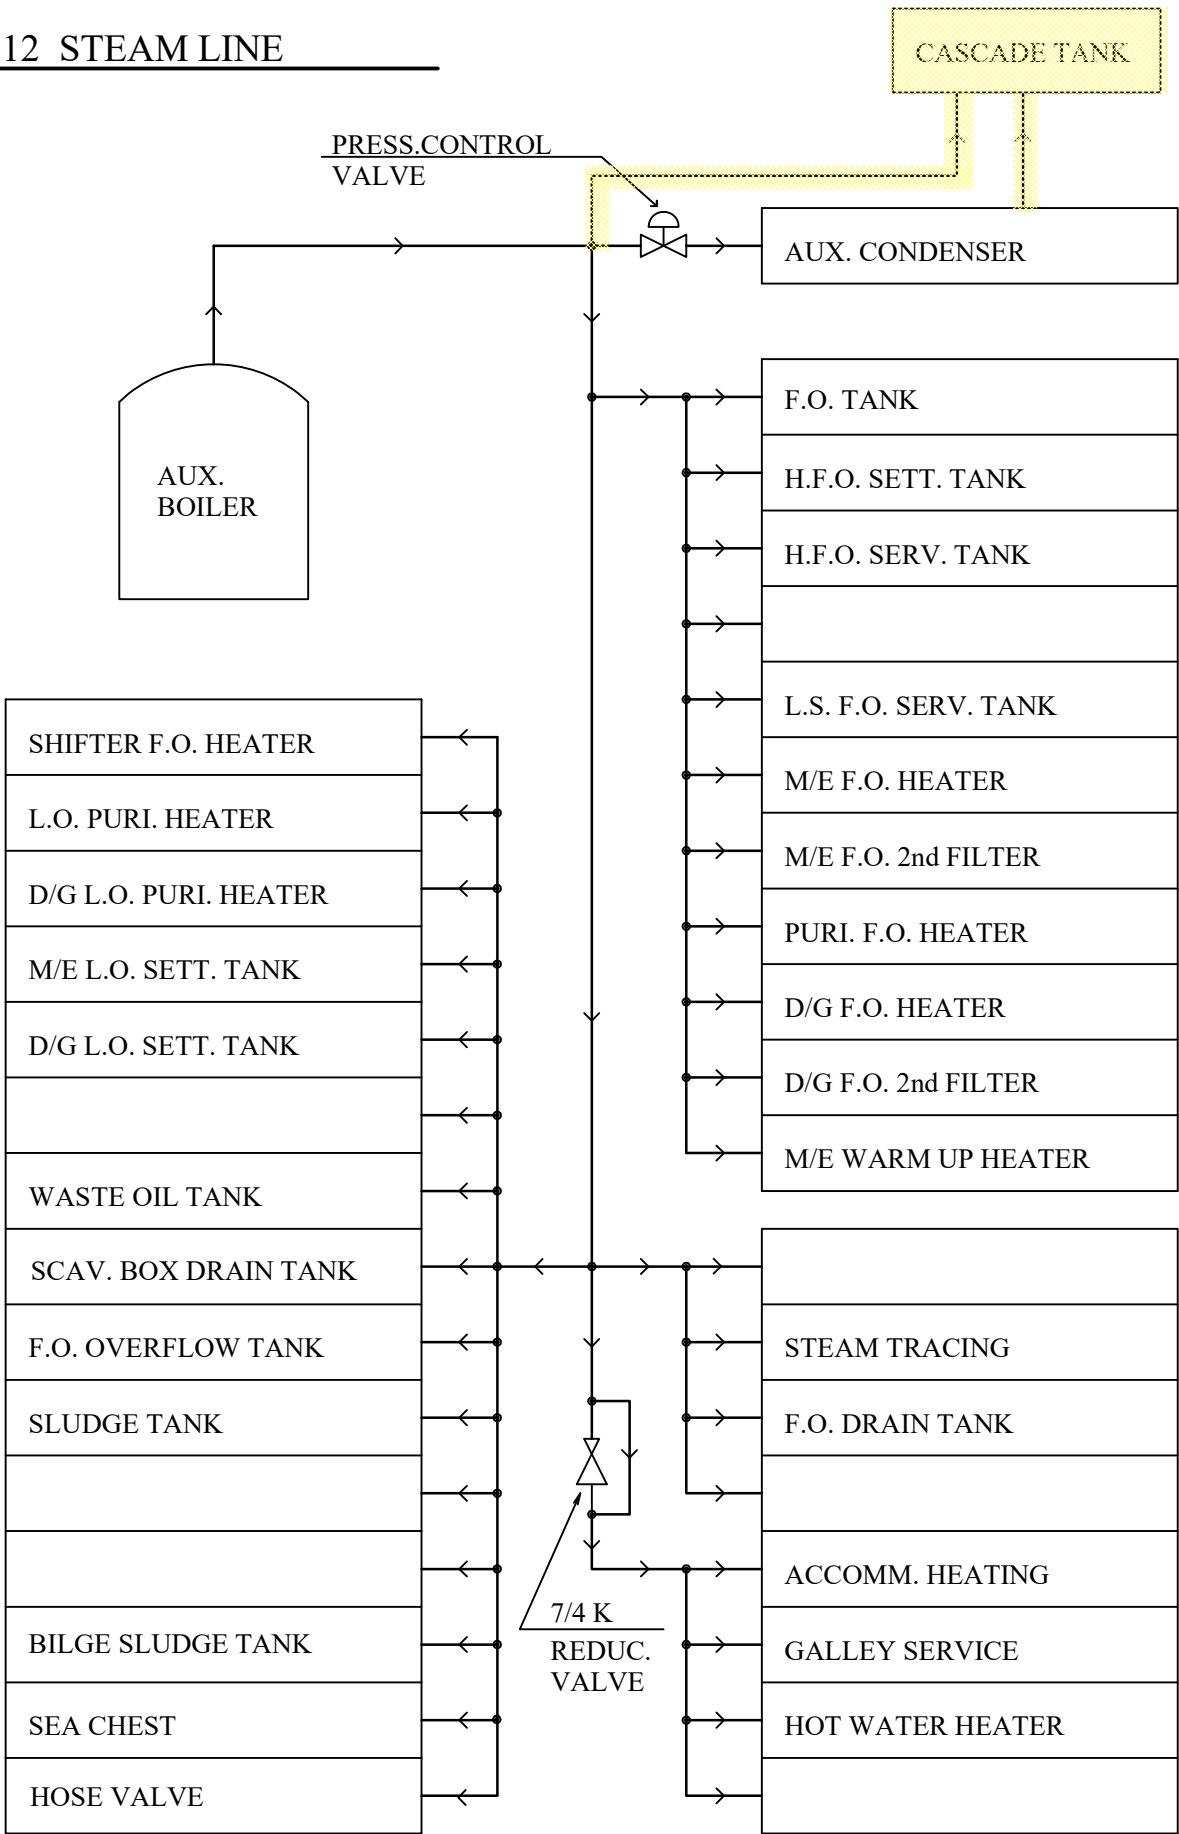 12 STEAM LINE
CASCADE TANK
PRESS.CONTROL
VALVE
AUX. CONDENSER
AUX.
BOILER
F.O. TANK
H.F.O. SETT. TANK
H.F.O. SERV. TANK
L.S. F.O. SERV. TANK
M/E F.O. HEATER
M/E F.O. 2nd FILTER
PURI. F.O. HEATER
D/G F.O. HEATER
D/G F.O. 2nd FILTER
M/E WARM UP HEATER
SHIFTER F.O. HEATER
L.O. PURI. HEATER
D/G L.O. PURI. HEATER
M/E L.O. SETT. TANK
D/G L.O. SETT. TANK
WASTE OIL TANK
SCAV. BOX DRAIN TANK
F.O. OVERFLOW TANK
SLUDGE TANK
BILGE SLUDGE TANK
SEA CHEST
HOSE VALVE
7/4 K
REDUC.
VALVE
STEAM TRACING
F.O. DRAIN TANK
ACCOMM. HEATING
GALLEY SERVICE
HOT WATER HEATER